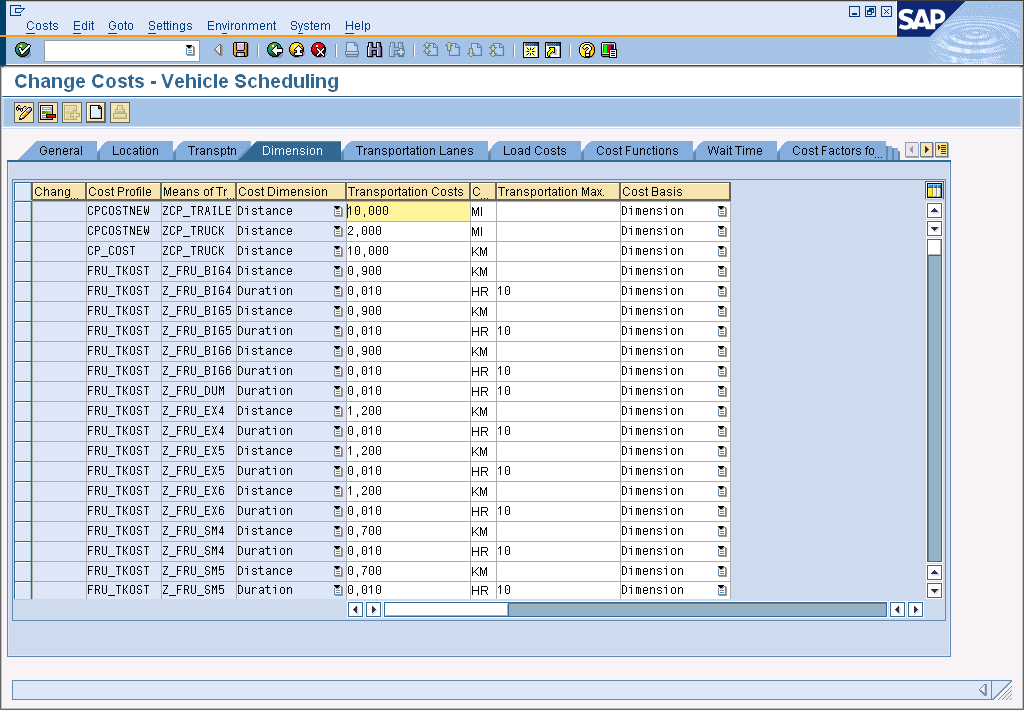 Costs Edit Goto Settings Environment System Help
SAP
Change Costs - Vehicle Scheduling
General Location Transptn Dimension Transportation Lanes Load Costs Cost Functions Wait Time Cost Factors fo...
Chang... Cost Profile Means of Tr... Cost Dimension Transportation Costs C... Transportation Max. Cost Basis
CPCOSTNEW ZCP_TRAILE Distance 10,000 MI Dimension
CPCOSTNEW ZCP_TRUCK Distance 2,000 MI Dimension
CP_COST ZCP_TRUCK Distance 10,000 KM Dimension
FRU_TKOST Z_FRU_BIG4 Distance 0,900 KM Dimension
FRU_TKOST Z_FRU_BIG4 Duration 0,010 HR 10 Dimension
FRU_TKOST Z_FRU_BIG5 Distance 0,900 KM Dimension
FRU_TKOST Z_FRU_BIG5 Duration 0,010 HR 10 Dimension
FRU_TKOST Z_FRU_BIG6 Distance 0,900 KM Dimension
FRU_TKOST Z_FRU_BIG6 Duration 0,010 HR 10 Dimension
FRU_TKOST Z_FRU_DUM Duration 0,010 HR 10 Dimension
FRU_TKOST Z_FRU_EX4 Distance 1,200 KM Dimension
FRU_TKOST Z_FRU_EX4 Duration 0,010 HR 10 Dimension
FRU_TKOST Z_FRU_EX5 Distance 1,200 KM Dimension
FRU_TKOST Z_FRU_EX5 Duration 0,010 HR 10 Dimension
FRU_TKOST Z_FRU_EX6 Distance 1,200 KM Dimension
FRU_TKOST Z_FRU_EX6 Duration 0,010 HR 10 Dimension
FRU_TKOST Z_FRU_SM4 Distance 0,700 KM Dimension
FRU_TKOST Z_FRU_SM4 Duration 0,010 HR 10 Dimension
FRU_TKOST Z_FRU_SM5 Distance 0,700 KM Dimension
FRU_TKOST Z_FRU_SM5 Duration 0,010 HR 10 Dimension